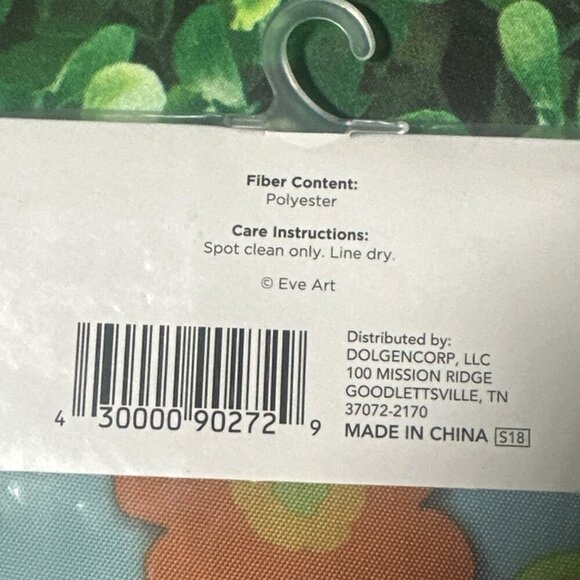 Fiber Content:
Polyester
Care Instructions:
Spot clean only. Line dry.
© Eve Art
4 30000 90272 9
Distributed by:
DOLGENCORP, LLC
100 MISSION RIDGE
GOODLETTSVILLE, TN
37072-2170
MADE IN CHINA S18